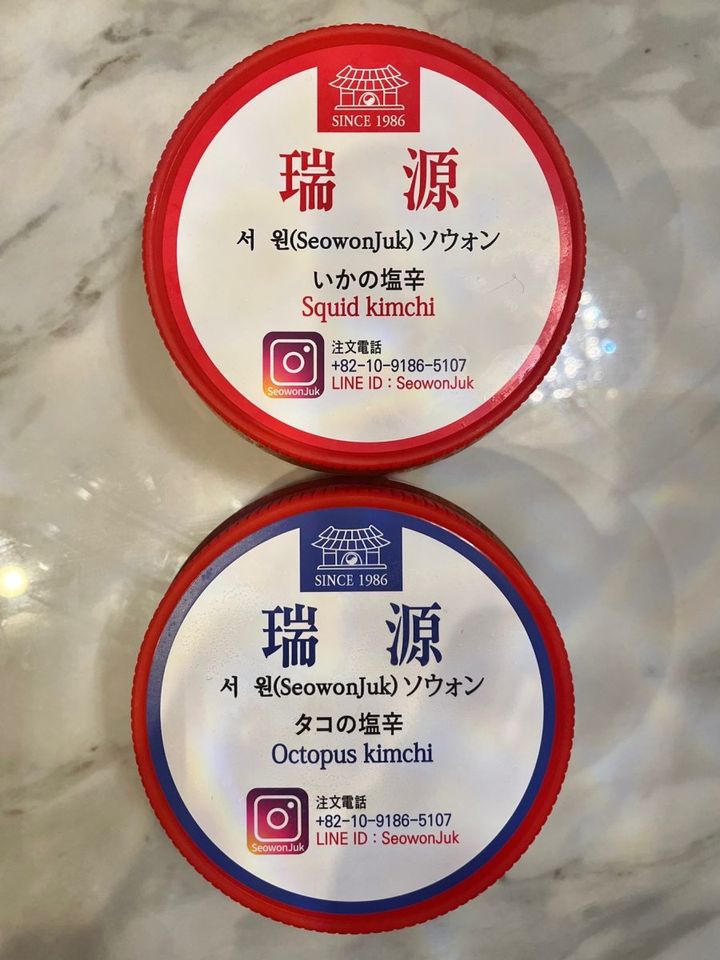 SINCE 1986
瑞 源
서 원(SeowonJuk) ソウォン
いかの塩辛
Squid kimchi
SeowonJuk
注文電話
+82-10-9186-5107
LINE ID : SeowonJuk
SINCE 1986
瑞 源
서 원(SeowonJuk) ソウォン
タコの塩辛
Octopus kimchi
SeowonJuk
注文電話
+82-10-9186-5107
LINE ID : SeowonJuk